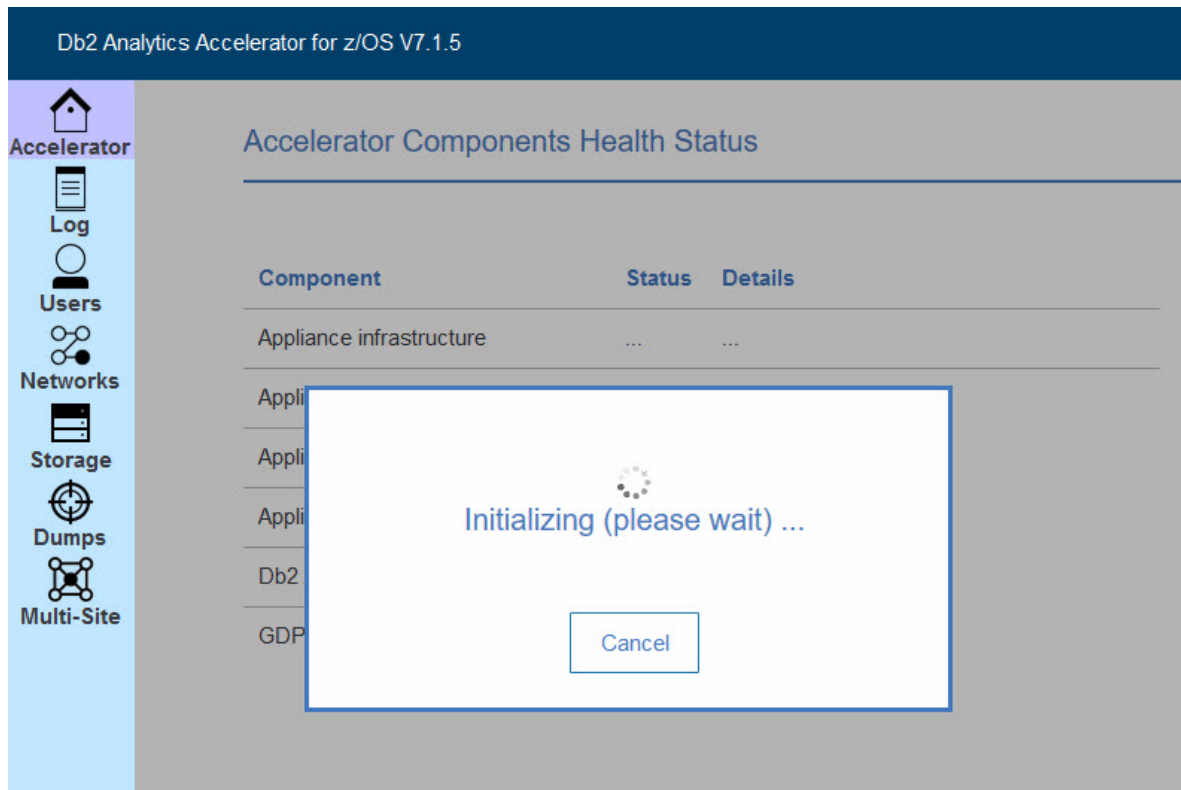 Db2 Analytics Accelerator for z/OS V7.1.5
Accelerator
Log
Users
Networks
Storage
Dumps
Multi-Site
Accelerator Components Health Status
Component Status Details
Appliance infrastructure ... ...
Appli
Appli
Appli
Db2
GDP
Initializing (please wait) ...
Cancel